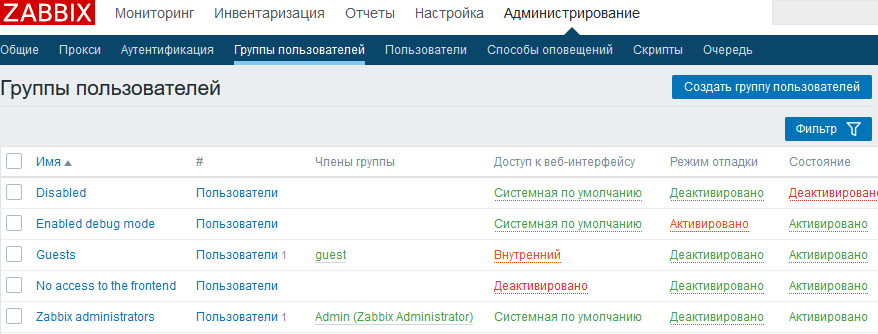 ZABBIX Мониторинг Инвентаризация Отчеты Настройка Администрирование
Общие Прокси Аутентификация Группы пользователей Пользователи Способы оповещений Скрипты Очередь
Группы пользователей Создать группу пользователей
Фильтр
Имя # Члены группы Доступ к веб-интерфейсу Режим отладки Состояние
Disabled Пользователи Системная по умолчанию Деактивировано Деактивировано
Enabled debug mode Пользователи Системная по умолчанию Активировано Активировано
Guests Пользователи 1 guest Внутренний Деактивировано Активировано
No access to the frontend Пользователи Деактивировано Деактивировано Активировано
Zabbix administrators Пользователи 1 Admin (Zabbix Administrator) Системная по умолчанию Деактивировано Активировано